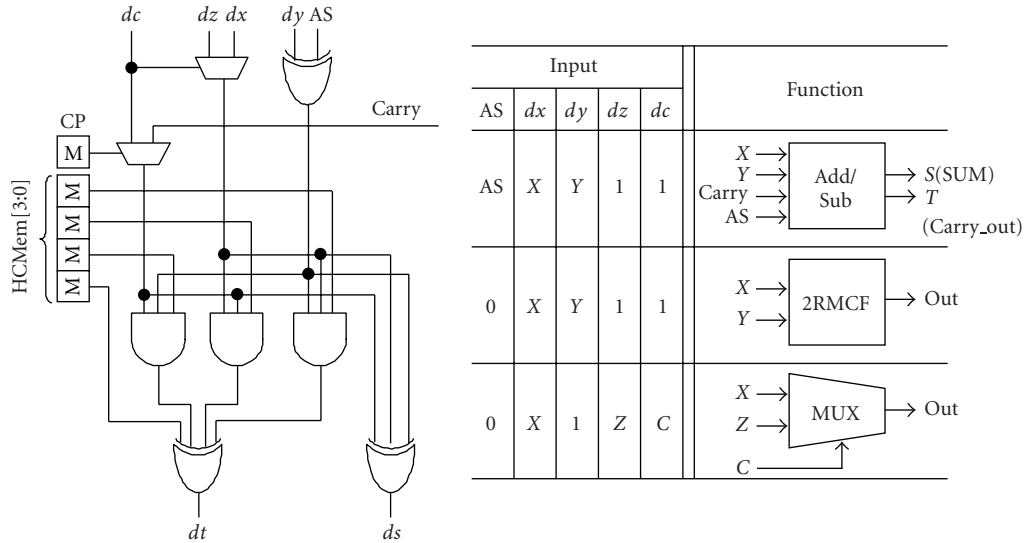 dc dz dx dy AS
Carry
CP
M
HCMem[3:0]
M
M
M
M
dt ds
Input Function
AS dx dy dz dc
AS X Y 1 1
X
Y
Carry
AS
Add/
Sub
S(SUM)
T
(Carry_out)
0 X Y 1 1
X
Y
2RMCF
Out
0 X 1 Z C
X
Z
C
MUX
Out